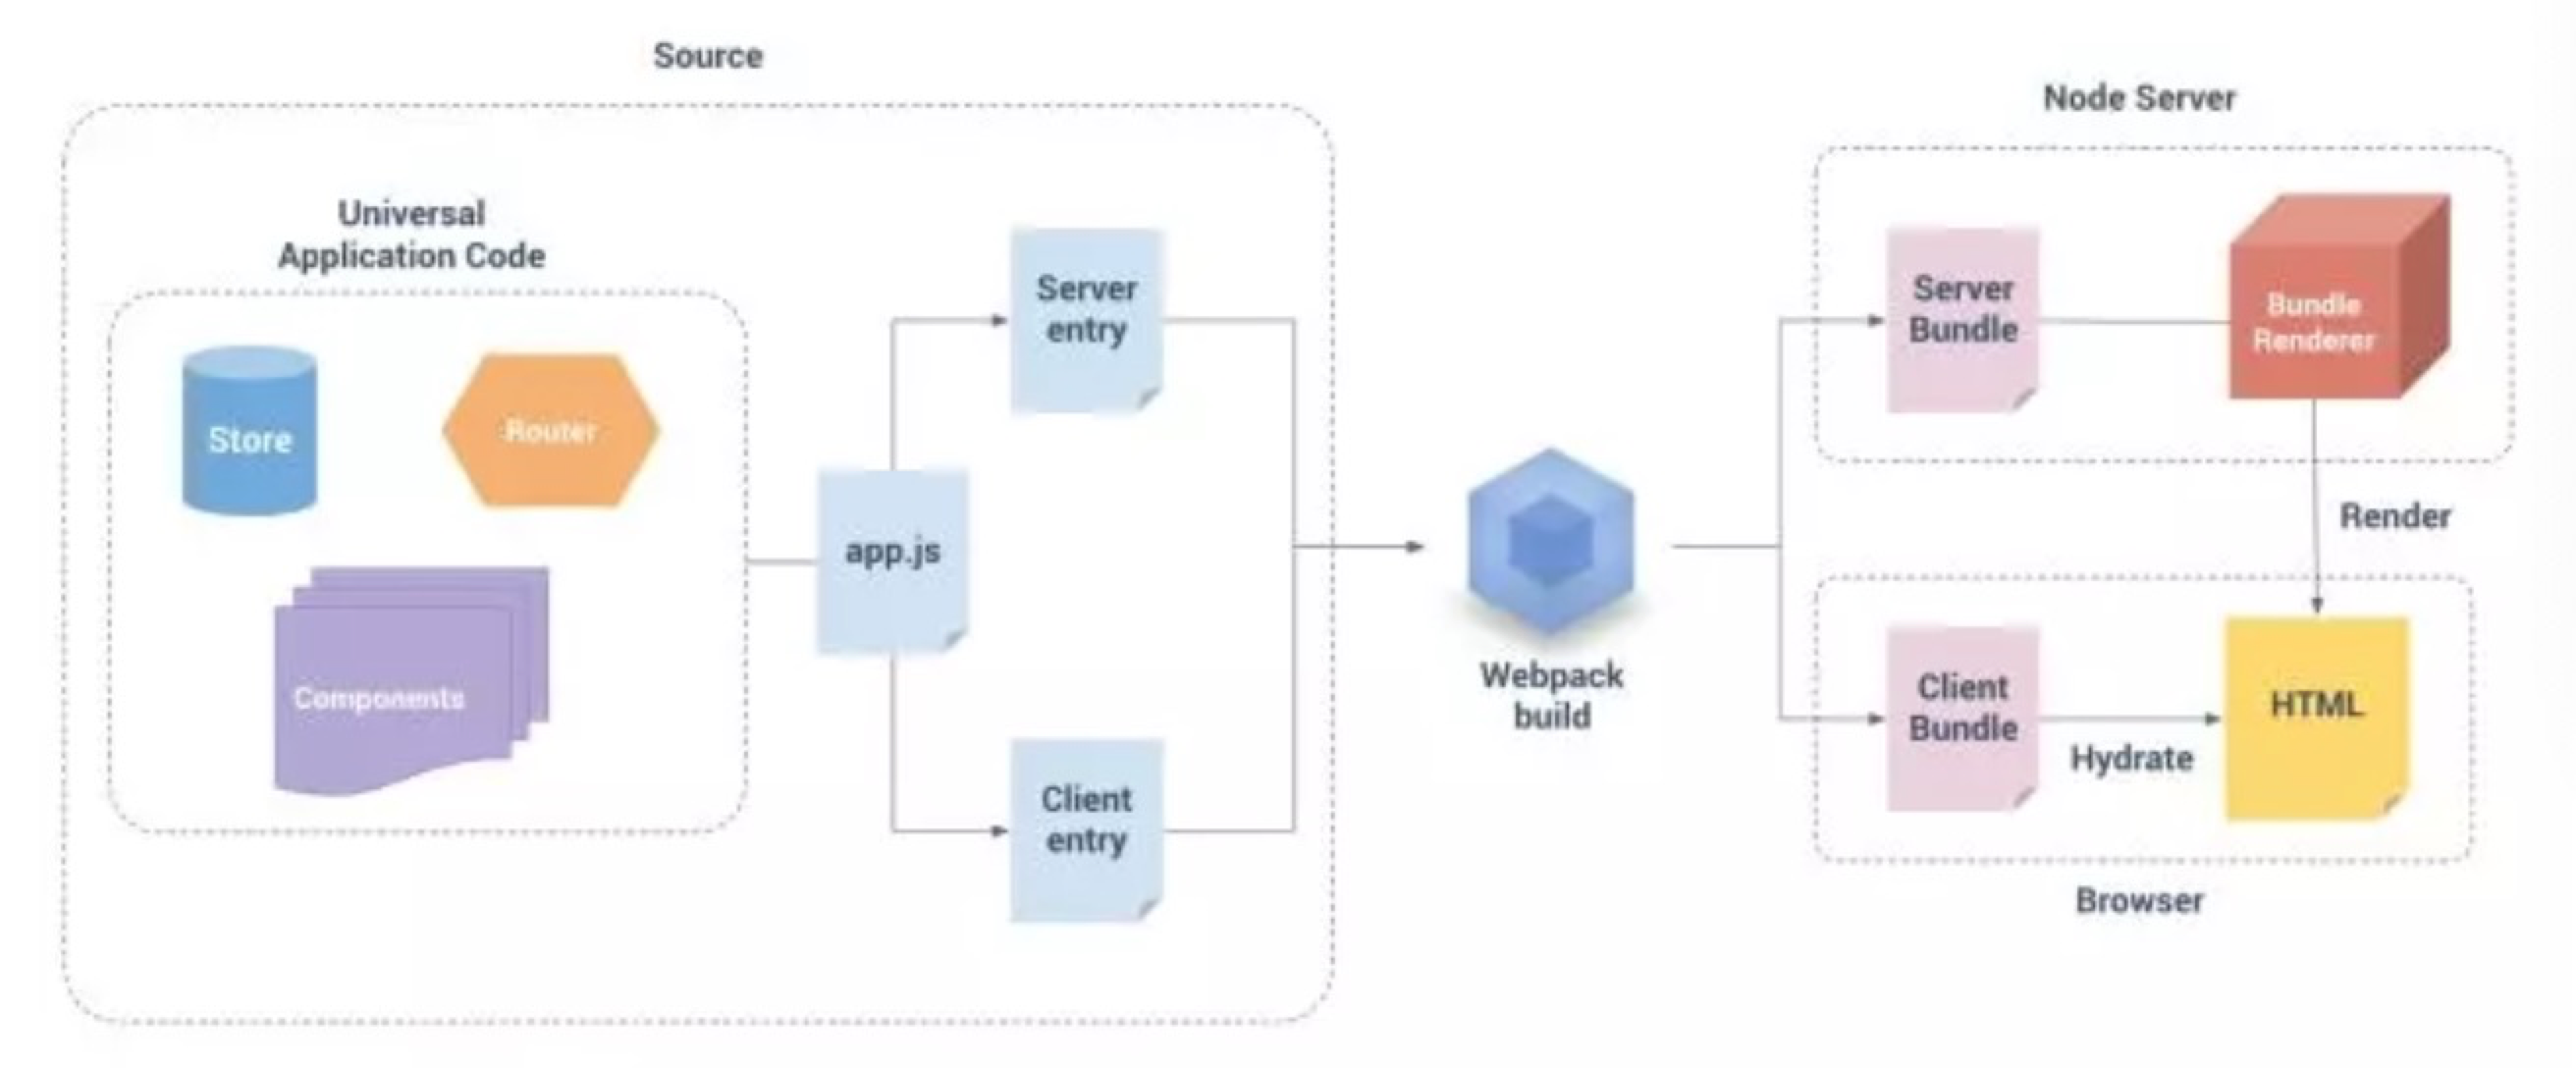 Source
Universal
Application Code
Store
Router
Components
app.js
Server
entry
Client
entry
Webpack
build
Node Server
Server
Bundle
Bundle
Renderer
Render
Client
Bundle
Hydrate
HTML
Browser